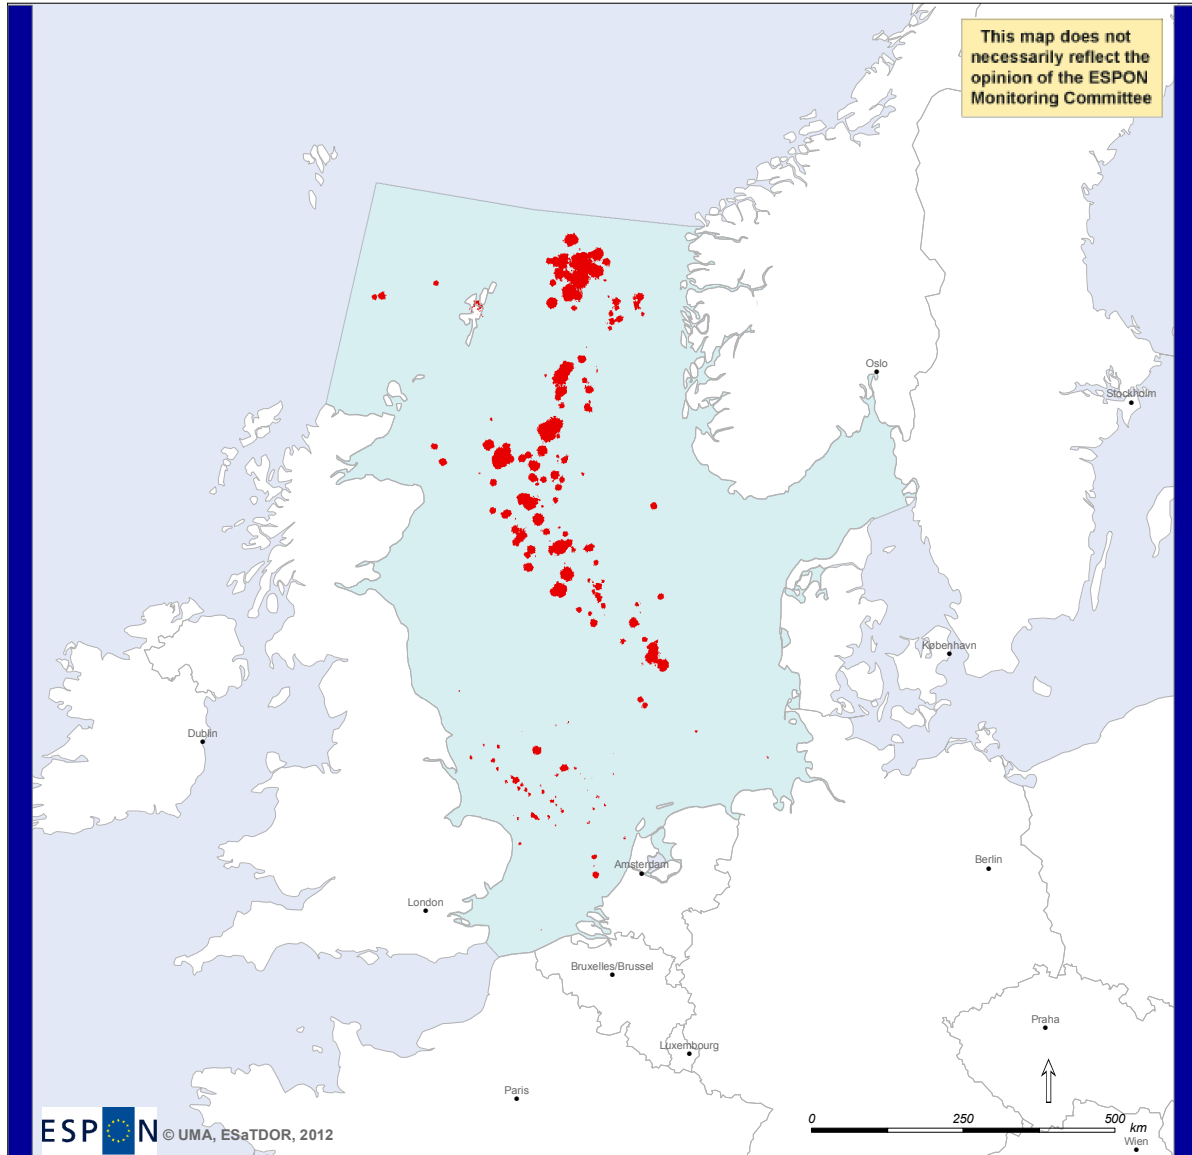 This map does not
necessarily reflect the
opinion of the ESPON
Monitoring Committee
Oslo
Stockholm
København
Dublin
Amsterdam
Berlin
London
Bruxelles/Brussel
Praha
Luxembourg
Paris
0 250 500 km
ESPON © UMA, ESaTDOR, 2012
Wien